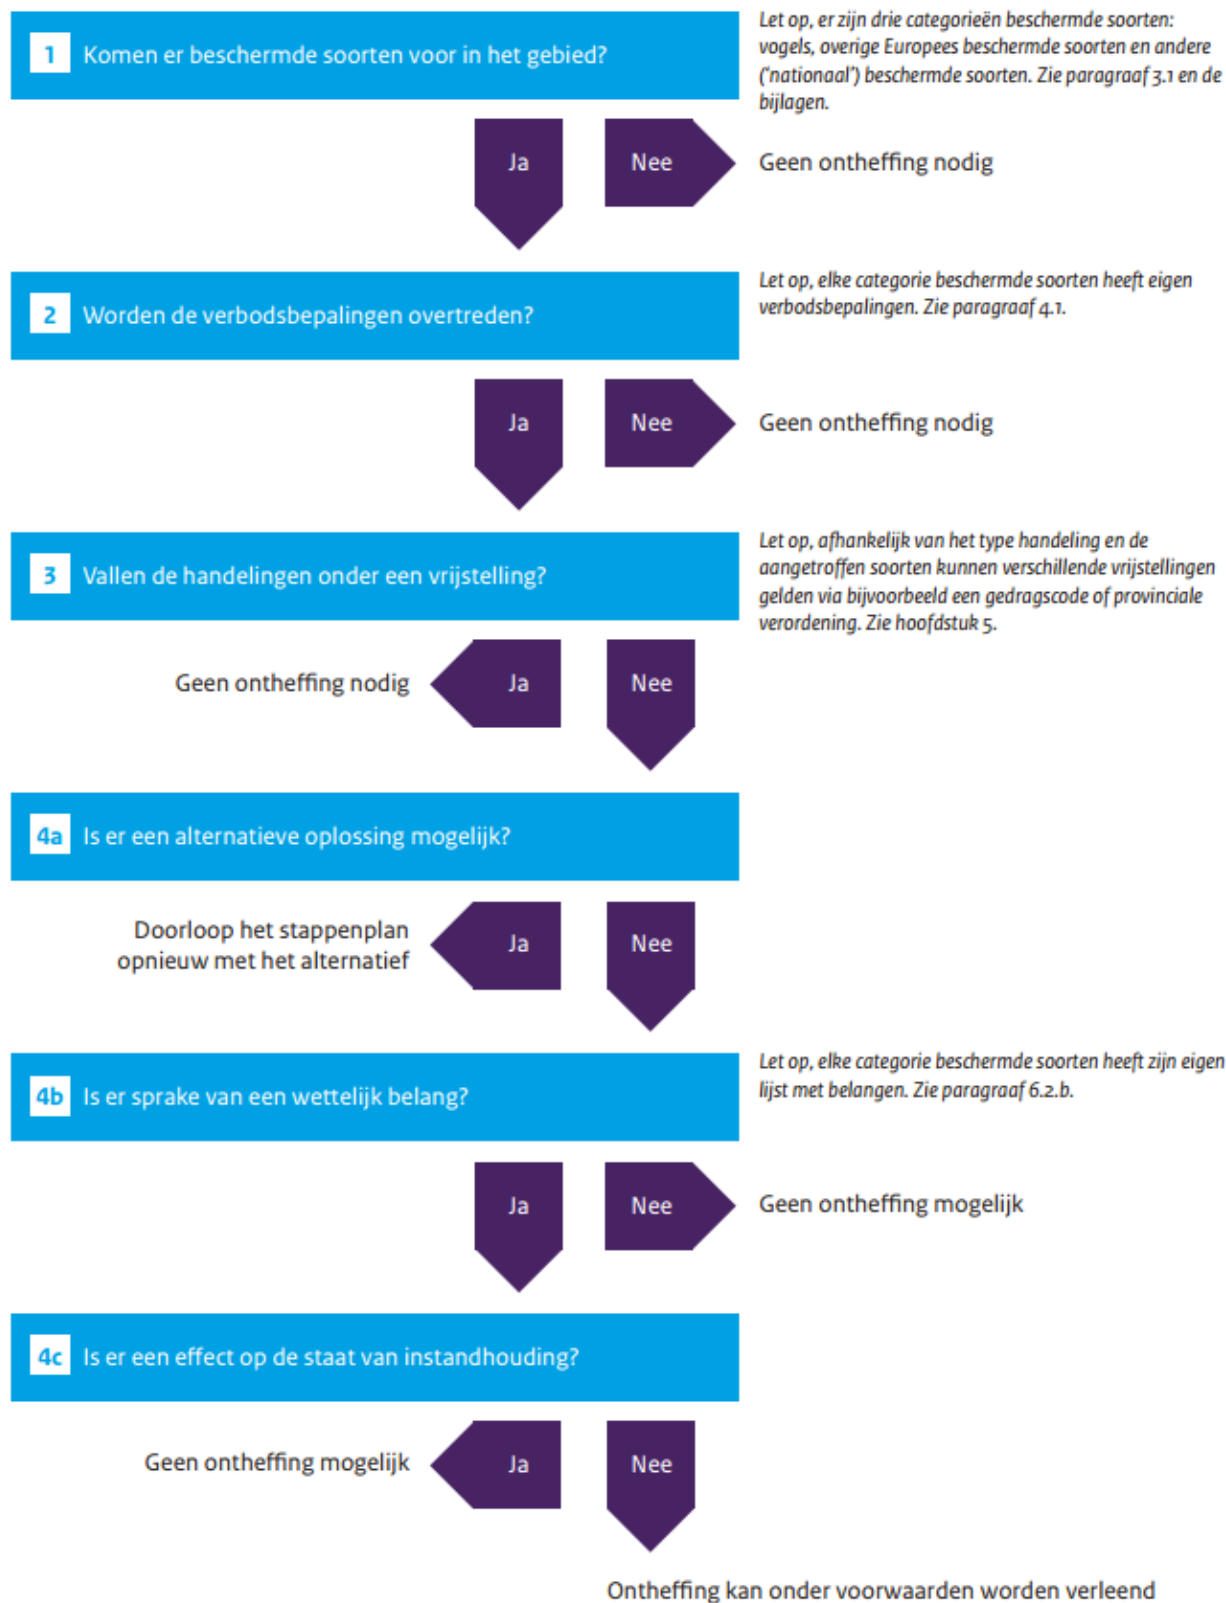 1 Komen er beschermde soorten voor in het gebied?
Let op, er zijn drie categorieën beschermde soorten:
vogels, overige Europees beschermde soorten en andere
(‘nationaal’) beschermde soorten. Zie paragraaf 3.1 en de
bijlagen.
Ja
Nee
Geen ontheffing nodig
2 Worden de verbodsbepalingen overtreden?
Let op, elke categorie beschermde soorten heeft eigen
verbodsbepalingen. Zie paragraaf 4.1.
Ja
Nee
Geen ontheffing nodig
3 Vallen de handelingen onder een vrijstelling?
Let op, afhankelijk van het type handeling en de
aangetroffen soorten kunnen verschillende vrijstellingen
gelden via bijvoorbeeld een gedragscode of provinciale
verordening. Zie hoofdstuk 5.
Geen ontheffing nodig
Ja
Nee
4a Is er een alternatieve oplossing mogelijk?
Doorloop het stappenplan
opnieuw met het alternatief
Ja
Nee
4b Is er sprake van een wettelijk belang?
Let op, elke categorie beschermde soorten heeft zijn eigen
lijst met belangen. Zie paragraaf 6.2.b.
Ja
Nee
Geen ontheffing mogelijk
4c Is er een effect op de staat van instandhouding?
Geen ontheffing mogelijk
Ja
Nee
Ontheffing kan onder voorwaarden worden verleend